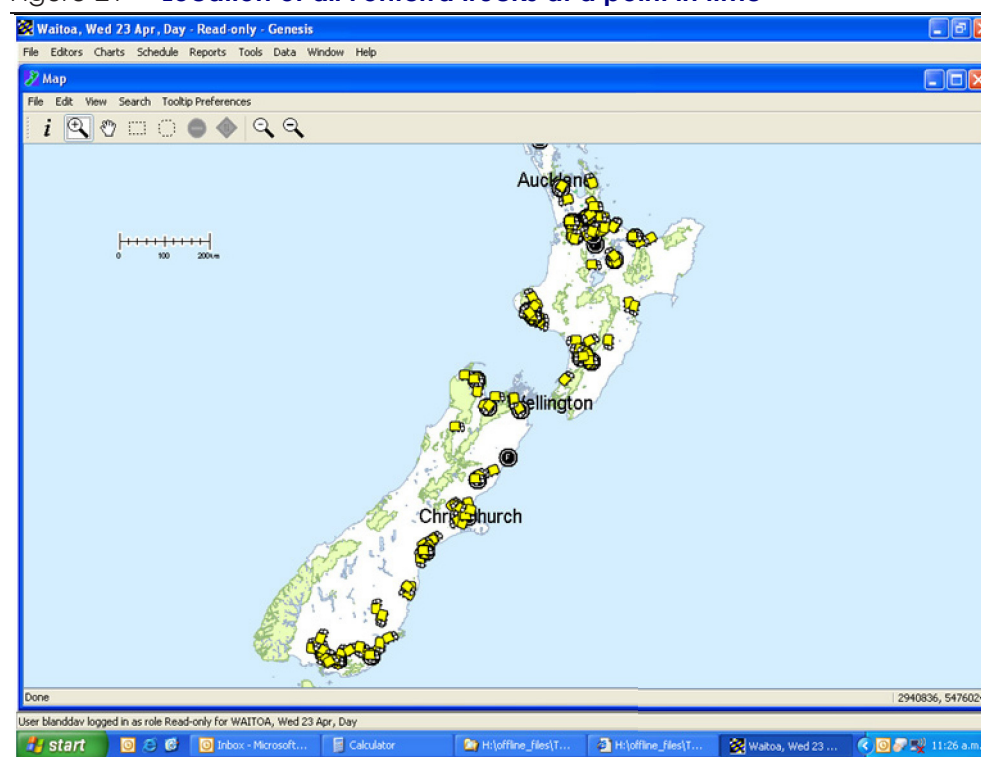 Waitoa, Wed 23 Apr, Day - Read-only - Genesis
File Editors Charts Schedule Reports Tools Data Window Help
Map
File Edit View Search Tooltip Preferences
i
Auckland
0 100 200km
Wellington
F
Christchurch
Done
2940836, 547602
User blanddav logged in as role Read-only for WAITOA, Wed 23 Apr, Day
start Inbox - Microsoft... Calculator H:\offline_files\T... H:\offline_files\T... Waitoa, Wed 23 ... 11:26 a.m.